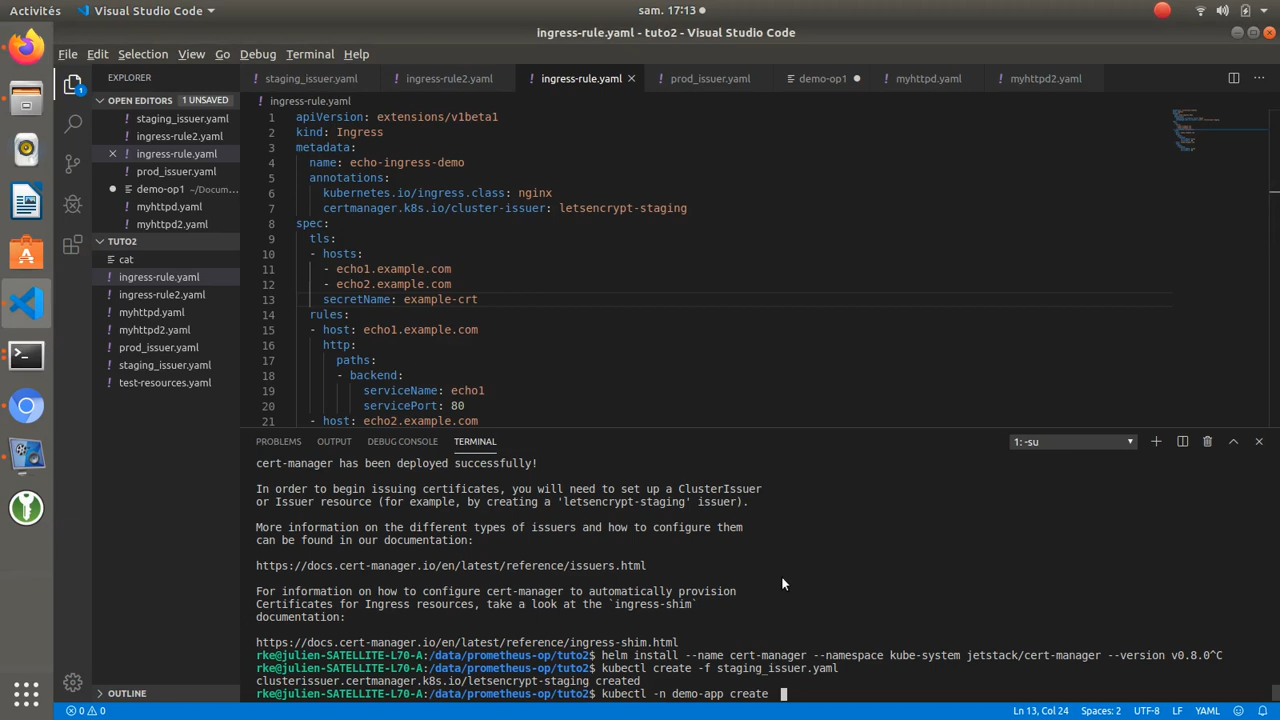 Activités
Visual Studio Code
sam. 17:13
ingress-rule.yaml - tuto2 - Visual Studio Code
File Edit Selection View Go Debug Terminal Help
EXPLORER
staging_issuer.yaml
ingress-rule2.yaml
ingress-rule.yaml
prod_issuer.yaml
demo-op1
myhttpd.yaml
myhttpd2.yaml
OPEN EDITORS 1 UNSAVED
staging_issuer.yaml
ingress-rule2.yaml
ingress-rule.yaml
prod_issuer.yaml
demo-op1 ~/Docum...
myhttpd.yaml
myhttpd2.yaml
TUTO2
cat
ingress-rule.yaml
ingress-rule2.yaml
myhttpd.yaml
myhttpd2.yaml
prod_issuer.yaml
staging_issuer.yaml
test-resources.yaml
OUTLINE
1
ingress-rule.yaml
1 apiVersion: extensions/v1beta1
2 kind: Ingress
3 metadata:
4 name: echo-ingress-demo
5 annotations:
6 kubernetes.io/ingress.class: nginx
7 certmanager.k8s.io/cluster-issuer: letsencrypt-staging
8 spec:
9 tls:
10 - hosts:
11 - echo1.example.com
12 - echo2.example.com
13 secretName: example-crt
14 rules:
15 - host: echo1.example.com
16 http:
17 paths:
18 - backend:
19 serviceName: echo1
20 servicePort: 80
21 - host: echo2.example.com
PROBLEMS OUTPUT DEBUG CONSOLE TERMINAL
1: -su
cert-manager has been deployed successfully!
In order to begin issuing certificates, you will need to set up a ClusterIssuer
or Issuer resource (for example, by creating a 'letsencrypt-staging' issuer).
More information on the different types of issuers and how to configure them
can be found in our documentation:
https://docs.cert-manager.io/en/latest/reference/issuers.html
For information on how to configure cert-manager to automatically provision
Certificates for Ingress resources, take a look at the `ingress-shim`
documentation:
https://docs.cert-manager.io/en/latest/reference/ingress-shim.html
rke@julien-SATELLITE-L70-A:/data/prometheus-op/tuto2$ helm install --name cert-manager --namespace kube-system jetstack/cert-manager --version v0.8.0^C
rke@julien-SATELLITE-L70-A:/data/prometheus-op/tuto2$ kubectl create -f staging_issuer.yaml
clusterissuer.certmanager.k8s.io/letsencrypt-staging created
rke@julien-SATELLITE-L70-A:/data/prometheus-op/tuto2$ kubectl -n demo-app create
0 0
Ln 13, Col 24 Spaces: 2 UTF-8 LF YAML